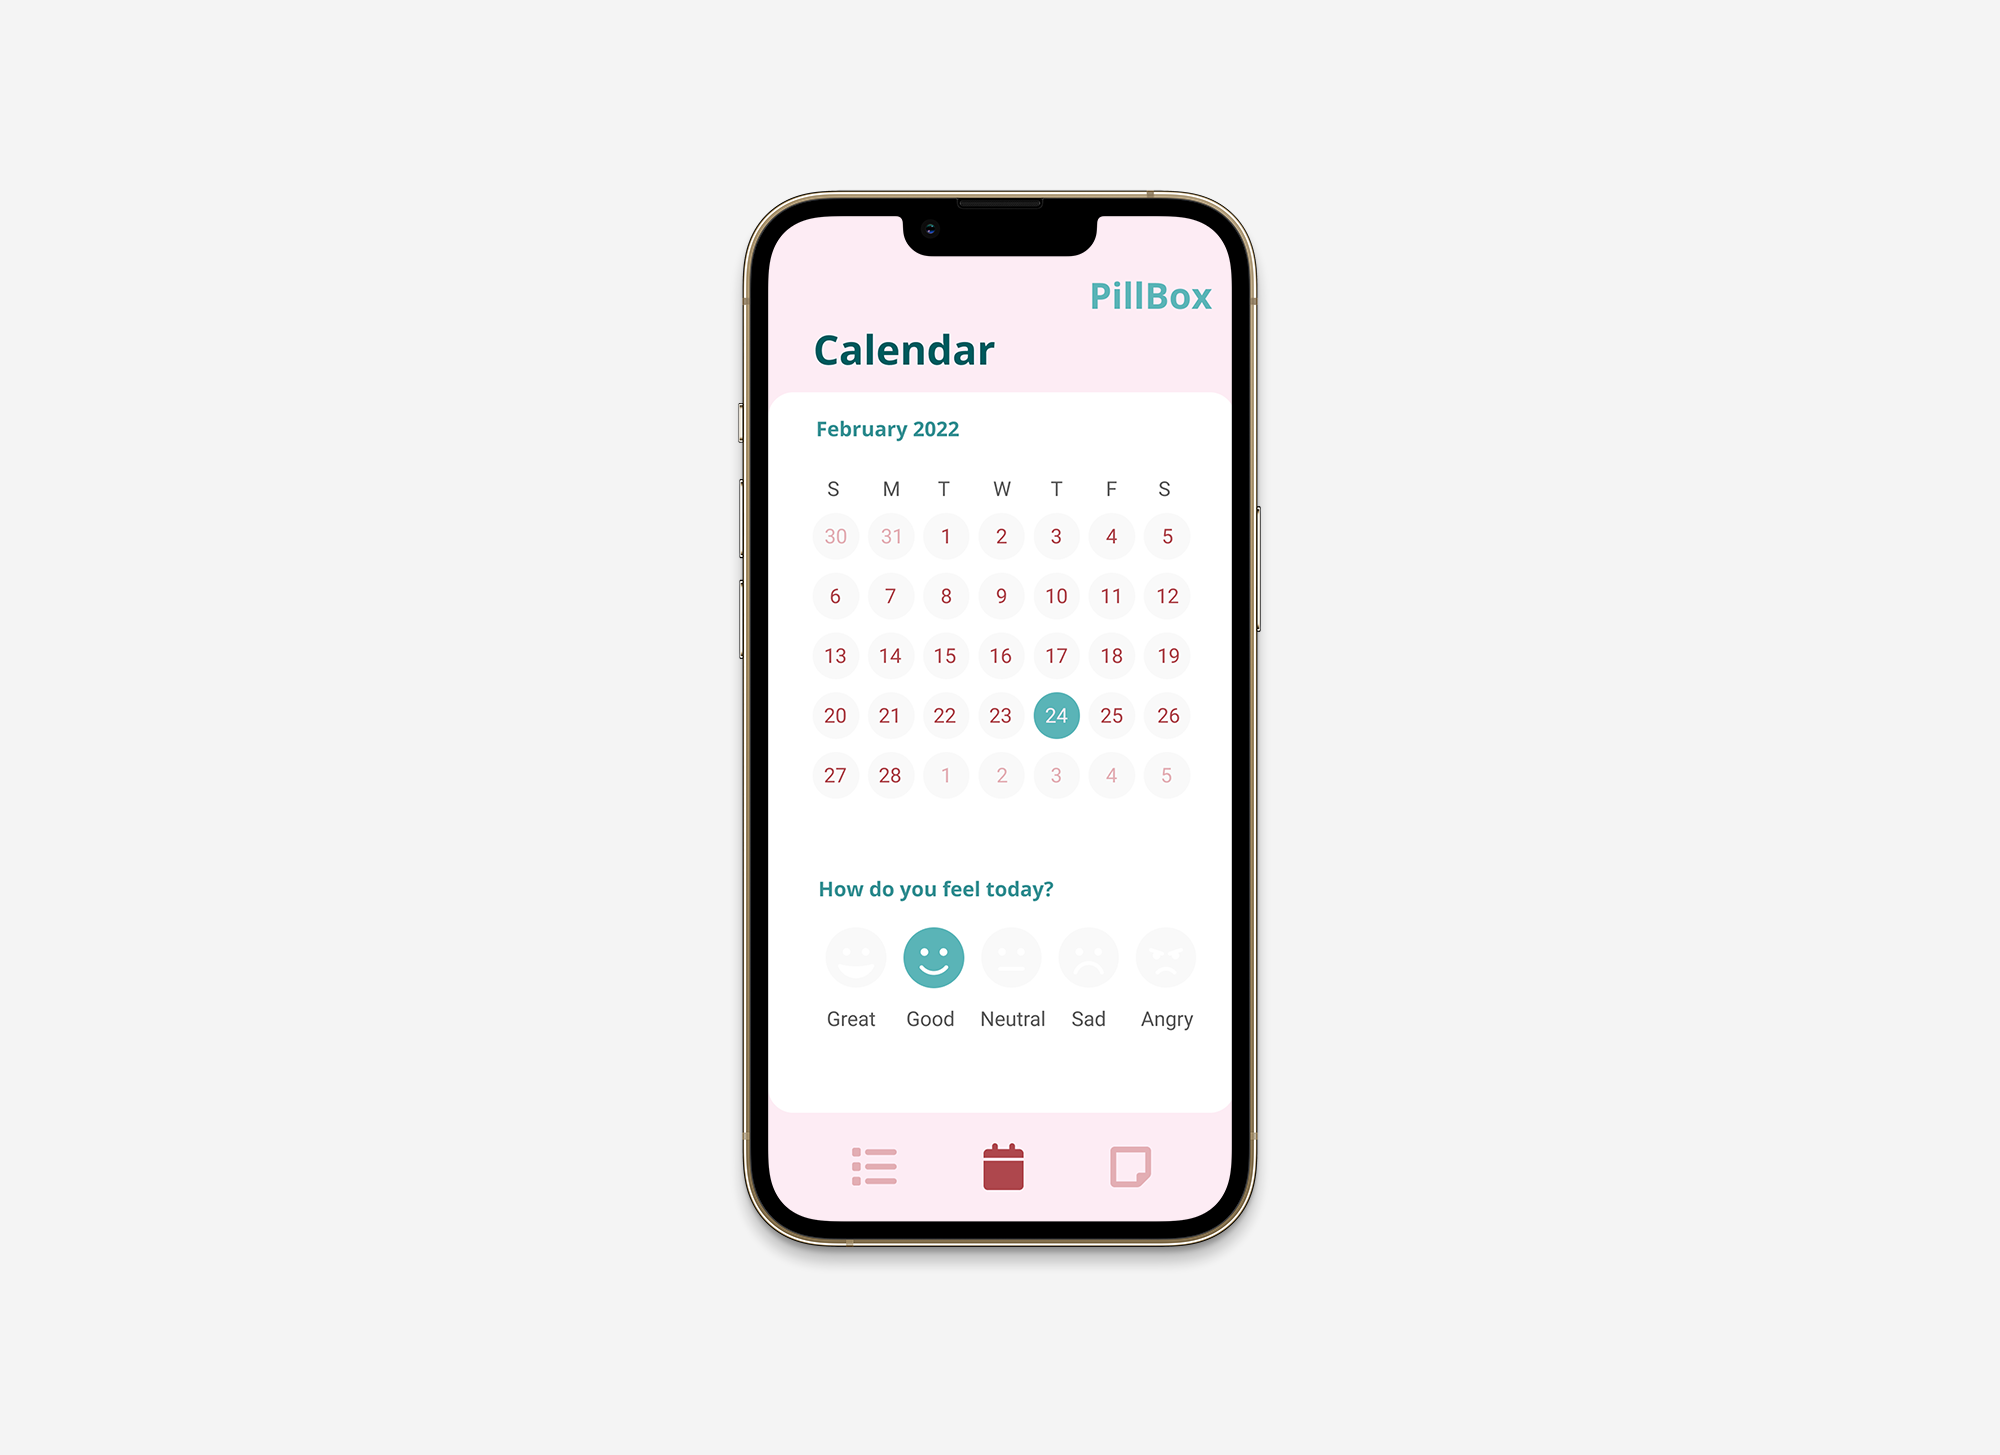 PillBox
Calendar
February 2022
S M T W T F S
30 31 1 2 3 4 5
6 7 8 9 10 11 12
13 14 15 16 17 18 19
20 21 22 23 24 25 26
27 28 1 2 3 4 5
How do you feel today?
Great Good Neutral Sad Angry